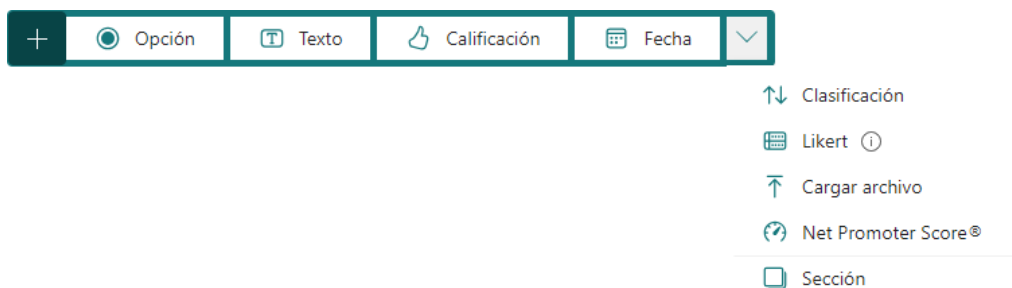 Opción Texto Calificación Fecha
Clasificación
Likert
Cargar archivo
Net Promoter Score®
Sección